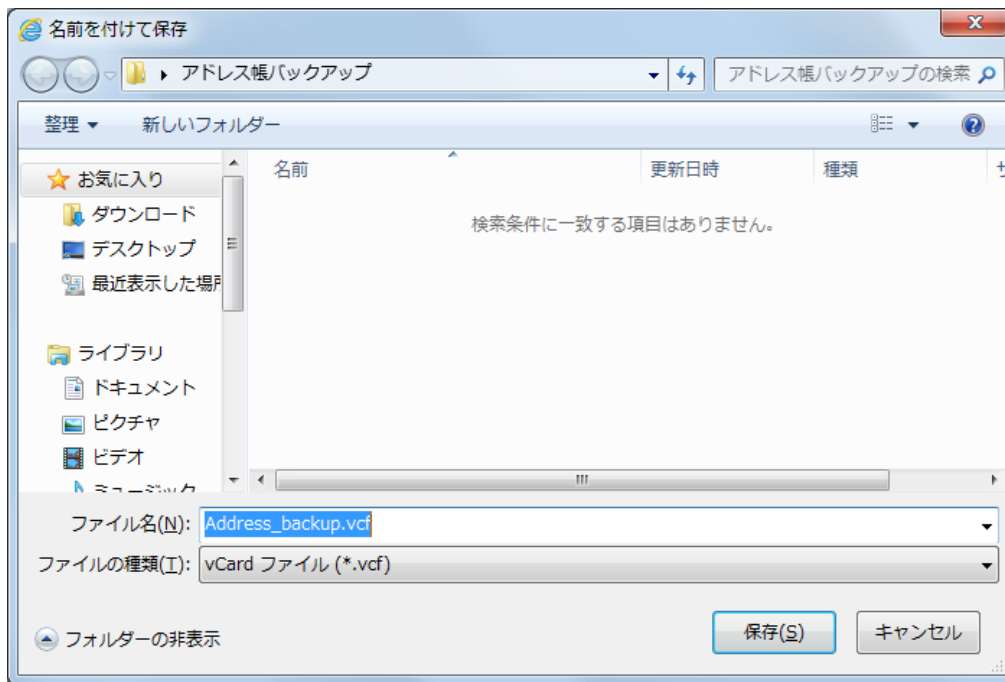 名前を付けて保存
アドレス帳バックアップ
アドレス帳バックアップの検索
整理
新しいフォルダー
お気に入り
ダウンロード
デスクトップ
最近表示した場所
ライブラリ
ドキュメント
ピクチャ
ビデオ
ミュージック
名前
更新日時
種類
検索条件に一致する項目はありません。
ファイル名(N): Address_backup.vcf
ファイルの種類(T): vCard ファイル (*.vcf)
フォルダーの非表示
保存(S)
キャンセル